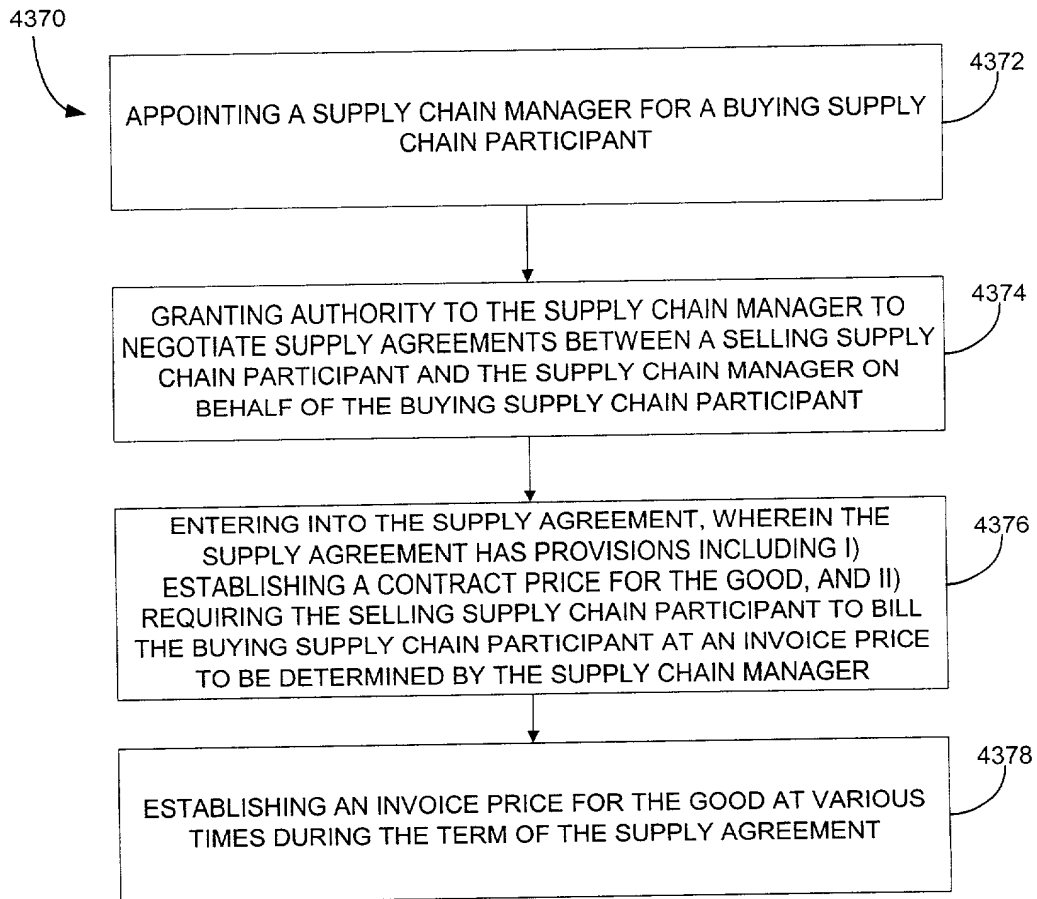 4370
4372
APPOINTING A SUPPLY CHAIN MANAGER FOR A BUYING SUPPLY
CHAIN PARTICIPANT
4374
GRANTING AUTHORITY TO THE SUPPLY CHAIN MANAGER TO
NEGOTIATE SUPPLY AGREEMENTS BETWEEN A SELLING SUPPLY
CHAIN PARTICIPANT AND THE SUPPLY CHAIN MANAGER ON
BEHALF OF THE BUYING SUPPLY CHAIN PARTICIPANT
4376
ENTERING INTO THE SUPPLY AGREEMENT, WHEREIN THE
SUPPLY AGREEMENT HAS PROVISIONS INCLUDING I)
ESTABLISHING A CONTRACT PRICE FOR THE GOOD, AND II)
REQUIRING THE SELLING SUPPLY CHAIN PARTICIPANT TO BILL
THE BUYING SUPPLY CHAIN PARTICIPANT AT AN INVOICE PRICE
TO BE DETERMINED BY THE SUPPLY CHAIN MANAGER
4378
ESTABLISHING AN INVOICE PRICE FOR THE GOOD AT VARIOUS
TIMES DURING THE TERM OF THE SUPPLY AGREEMENT